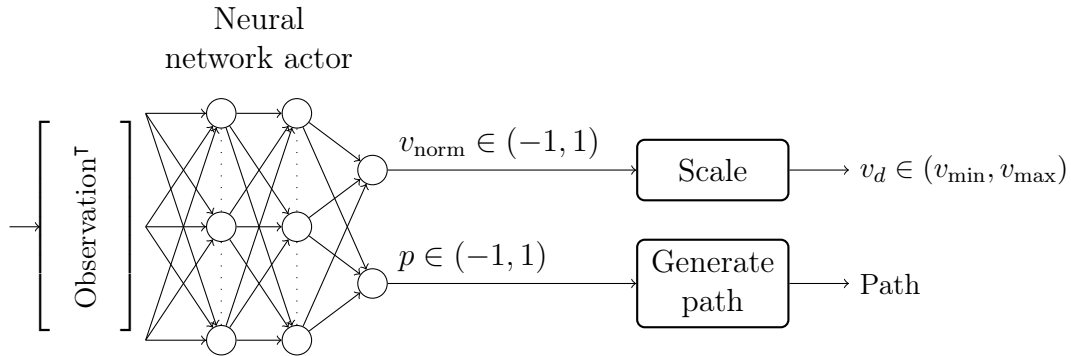 Neural
network actor
Observation⊺
v_norm ∈ (−1, 1)
Scale
v_d ∈ (v_min, v_max)
p ∈ (−1, 1)
Generate
path
Path